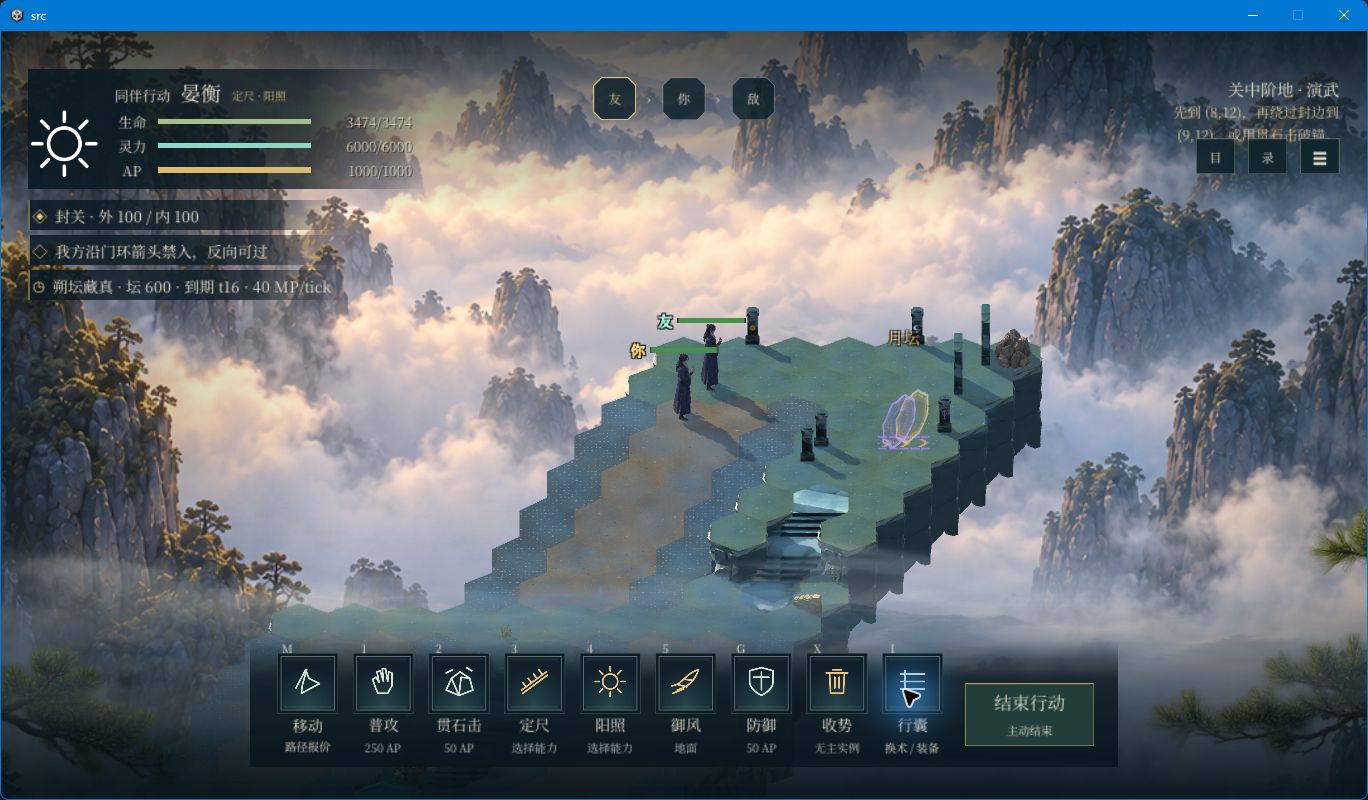 src
同伴行动 晏衡 定尺·阳照
生命 3474/3474
灵力 6000/6000
AP 1000/1000
友 › 你 › 敌
关中阶地·演武
先到 (8,12)，再绕过封边到
(9,12)，或用贯石击破锚
目 录
封关·外 100 / 内 100
我方沿门环箭头禁入，反向可过
朔坛藏真·坛 600·到期 t16·40 MP/tick
友
你
月坛
M 1 2 3 4 5 G X I
移动 普攻 贯石击 定尺 阳照 御风 防御 收势 行囊
路径报价 250 AP 50 AP 选择能力 选择能力 地面 50 AP 无主实例 换术 / 装备
结束行动
主动结束